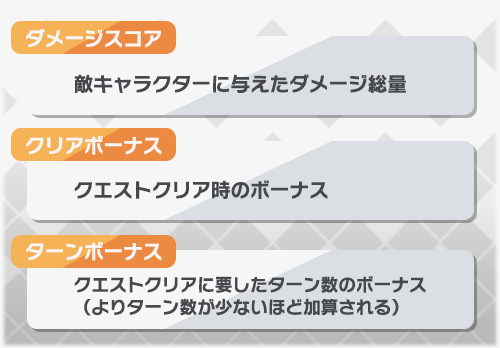 ダメージスコア
敵キャラクターに与えたダメージ総量
クリアボーナス
クエストクリア時のボーナス
ターンボーナス
クエストクリアに要したターン数のボーナス
（よりターン数が少ないほど加算される）